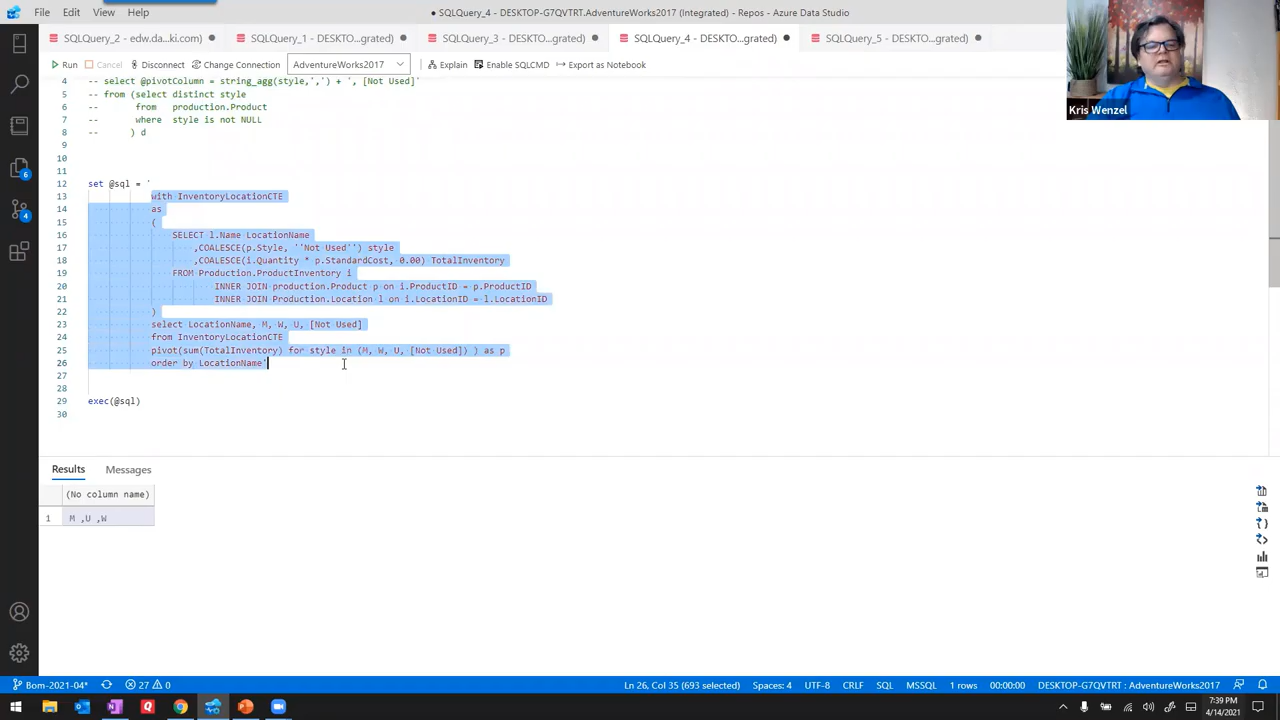 File Edit View Help
● SQLQuery_4 - DESKTOP-G7QVTRT.AdventureWorks2017 (Integrated) - Repos - Azure Data Studio
SQLQuery_2 - edw.da...ki.com) ● SQLQuery_1 - DESKTO...grated) ● SQLQuery_3 - DESKTO...grated) ● SQLQuery_4 - DESKTO...grated) ● SQLQuery_5 - DESKTO...grated) ●
Run Cancel Disconnect Change Connection AdventureWorks2017 Explain Enable SQLCMD Export as Notebook
Kris Wenzel
4 -- select @pivotColumn = string_agg(style,',') + ', [Not Used]'
5 -- from (select distinct style
6 -- from production.Product
7 -- where style is not NULL
8 -- ) d
9
10
11
12 set @sql = '
13 with InventoryLocationCTE
14 as
15 (
16 SELECT l.Name LocationName
17 ,COALESCE(p.Style, ''Not Used'') style
18 ,COALESCE(i.Quantity * p.StandardCost, 0.00) TotalInventory
19 FROM Production.ProductInventory i
20 INNER JOIN production.Product p on i.ProductID = p.ProductID
21 INNER JOIN Production.Location l on i.LocationID = l.LocationID
22 )
23 select LocationName, M, W, U, [Not Used]
24 from InventoryLocationCTE
25 pivot(sum(TotalInventory) for style in (M, W, U, [Not Used]) ) as p
26 order by LocationName'
27
28
29 exec(@sql)
30
6
4
Results Messages
(No column name)
1 M ,U ,W
Bom-2021-04* 27 0 Ln 26, Col 35 (693 selected) Spaces: 4 UTF-8 CRLF SQL MSSQL 1 rows 00:00:00 DESKTOP-G7QVTRT : AdventureWorks2017
7:39 PM
4/14/2021